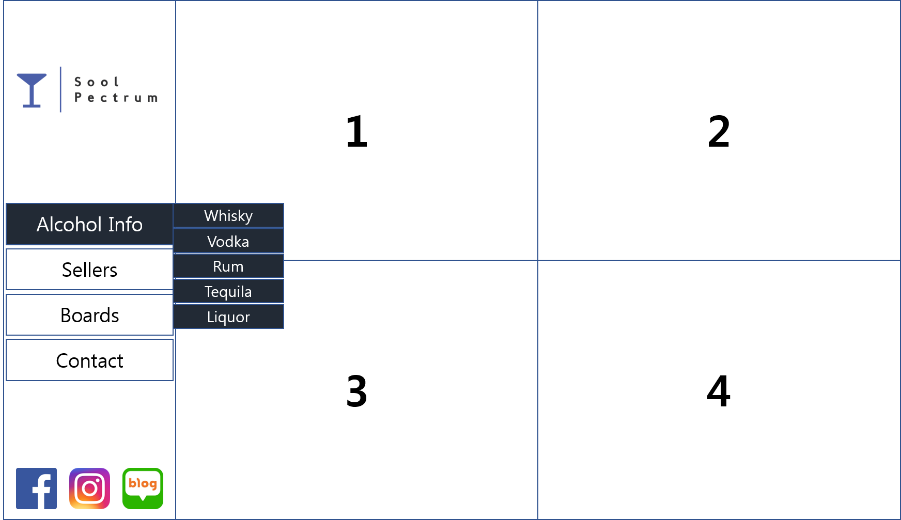 Sool
Pectrum
1
2
Alcohol Info
Whisky
Vodka
Sellers
Rum
Tequila
Boards
Liquor
Contact
3
4
blog